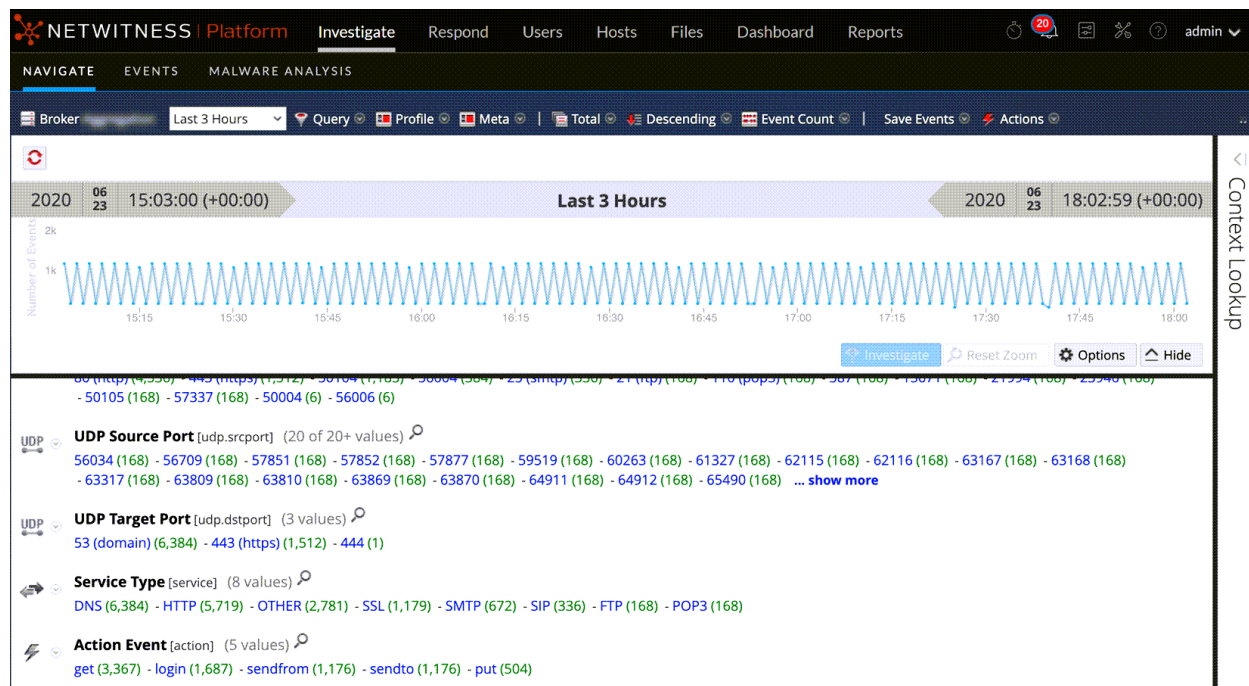 NETWITNESS | Platform Investigate Respond Users Hosts Files Dashboard Reports 20 admin
NAVIGATE EVENTS MALWARE ANALYSIS
Broker Last 3 Hours Query Profile Meta | Total Descending Event Count | Save Events Actions ..
2020 06 23 15:03:00 (+00:00) Last 3 Hours 2020 06 23 18:02:59 (+00:00)
Context Lookup
Number of Events
2k
1k
15:15 15:30 15:45 16:00 16:15 16:30 16:45 17:00 17:15 17:30 17:45 18:00
Investigate Reset Zoom Options Hide
- 50105 (168) - 57337 (168) - 50004 (6) - 56006 (6)
UDP UDP Source Port [udp.srcport] (20 of 20+ values)
56034 (168) - 56709 (168) - 57851 (168) - 57852 (168) - 57877 (168) - 59519 (168) - 60263 (168) - 61327 (168) - 62115 (168) - 62116 (168) - 63167 (168) - 63168 (168)
- 63317 (168) - 63809 (168) - 63810 (168) - 63869 (168) - 63870 (168) - 64911 (168) - 64912 (168) - 65490 (168) ... show more
UDP UDP Target Port [udp.dstport] (3 values)
53 (domain) (6,384) - 443 (https) (1,512) - 444 (1)
Service Type [service] (8 values)
DNS (6,384) - HTTP (5,719) - OTHER (2,781) - SSL (1,179) - SMTP (672) - SIP (336) - FTP (168) - POP3 (168)
Action Event [action] (5 values)
get (3,367) - login (1,687) - sendfrom (1,176) - sendto (1,176) - put (504)